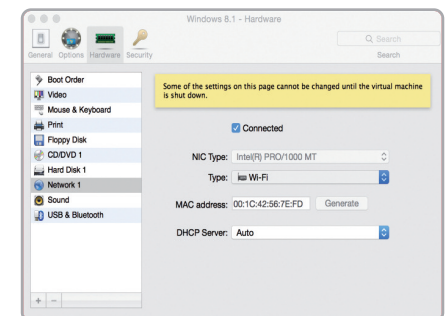 Windows 8.1 - Hardware
General Options Hardware Security
Search
Search
Boot Order
Video
Mouse & Keyboard
Print
Floppy Disk
CD/DVD 1
Hard Disk 1
Network 1
Sound
USB & Bluetooth
Some of the settings on this page cannot be changed until the virtual machine
is shut down.
Connected
NIC Type: Intel(R) PRO/1000 MT
Type: Wi-Fi
MAC address: 00:1C:42:56:7E:FD Generate
DHCP Server: Auto
+ −